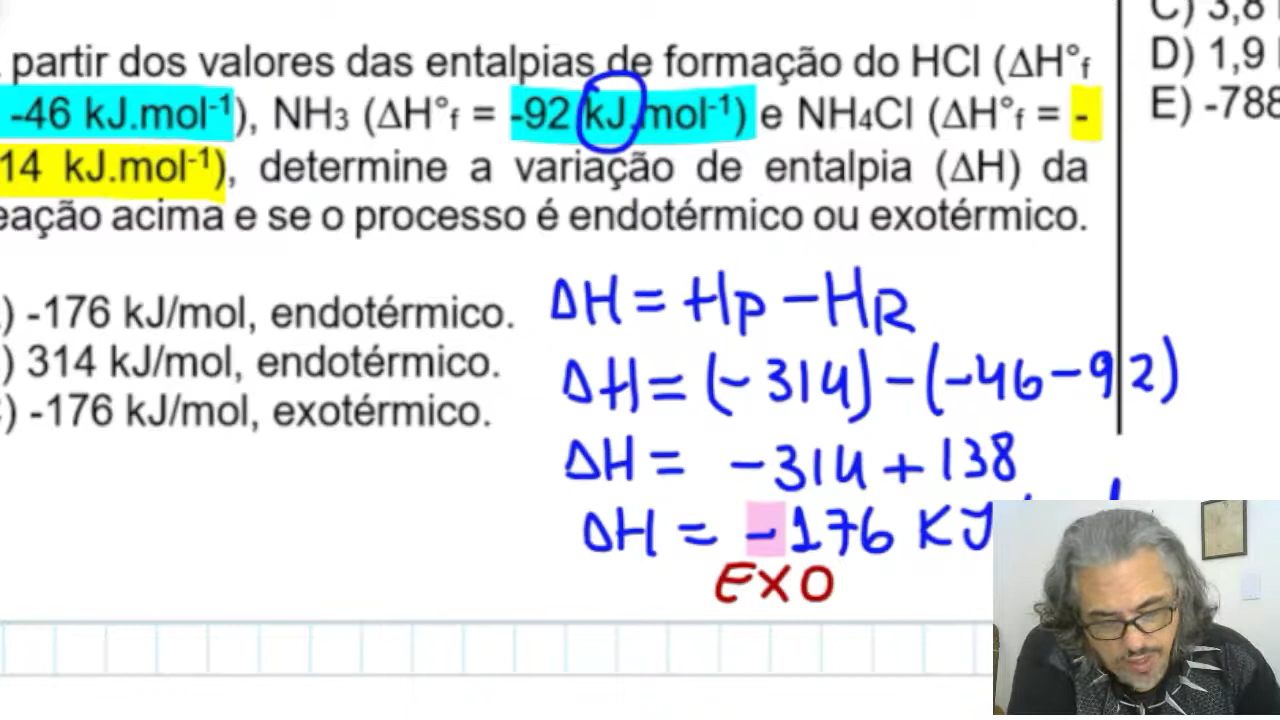 partir dos valores das entalpias de formação do HCl (ΔH°f
-46 kJ.mol⁻¹), NH₃ (ΔH°f = -92 kJ.mol⁻¹) e NH₄Cl (ΔH°f = -
14 kJ.mol⁻¹), determine a variação de entalpia (ΔH) da
eação acima e se o processo é endotérmico ou exotérmico.
) -176 kJ/mol, endotérmico.
) 314 kJ/mol, endotérmico.
) -176 kJ/mol, exotérmico.
ΔH = HP - HR
ΔH = (-314) - (-46 - 92)
ΔH = -314 + 138
ΔH = -176 KJ
EXO
C) 3,8
D) 1,9
E) -788